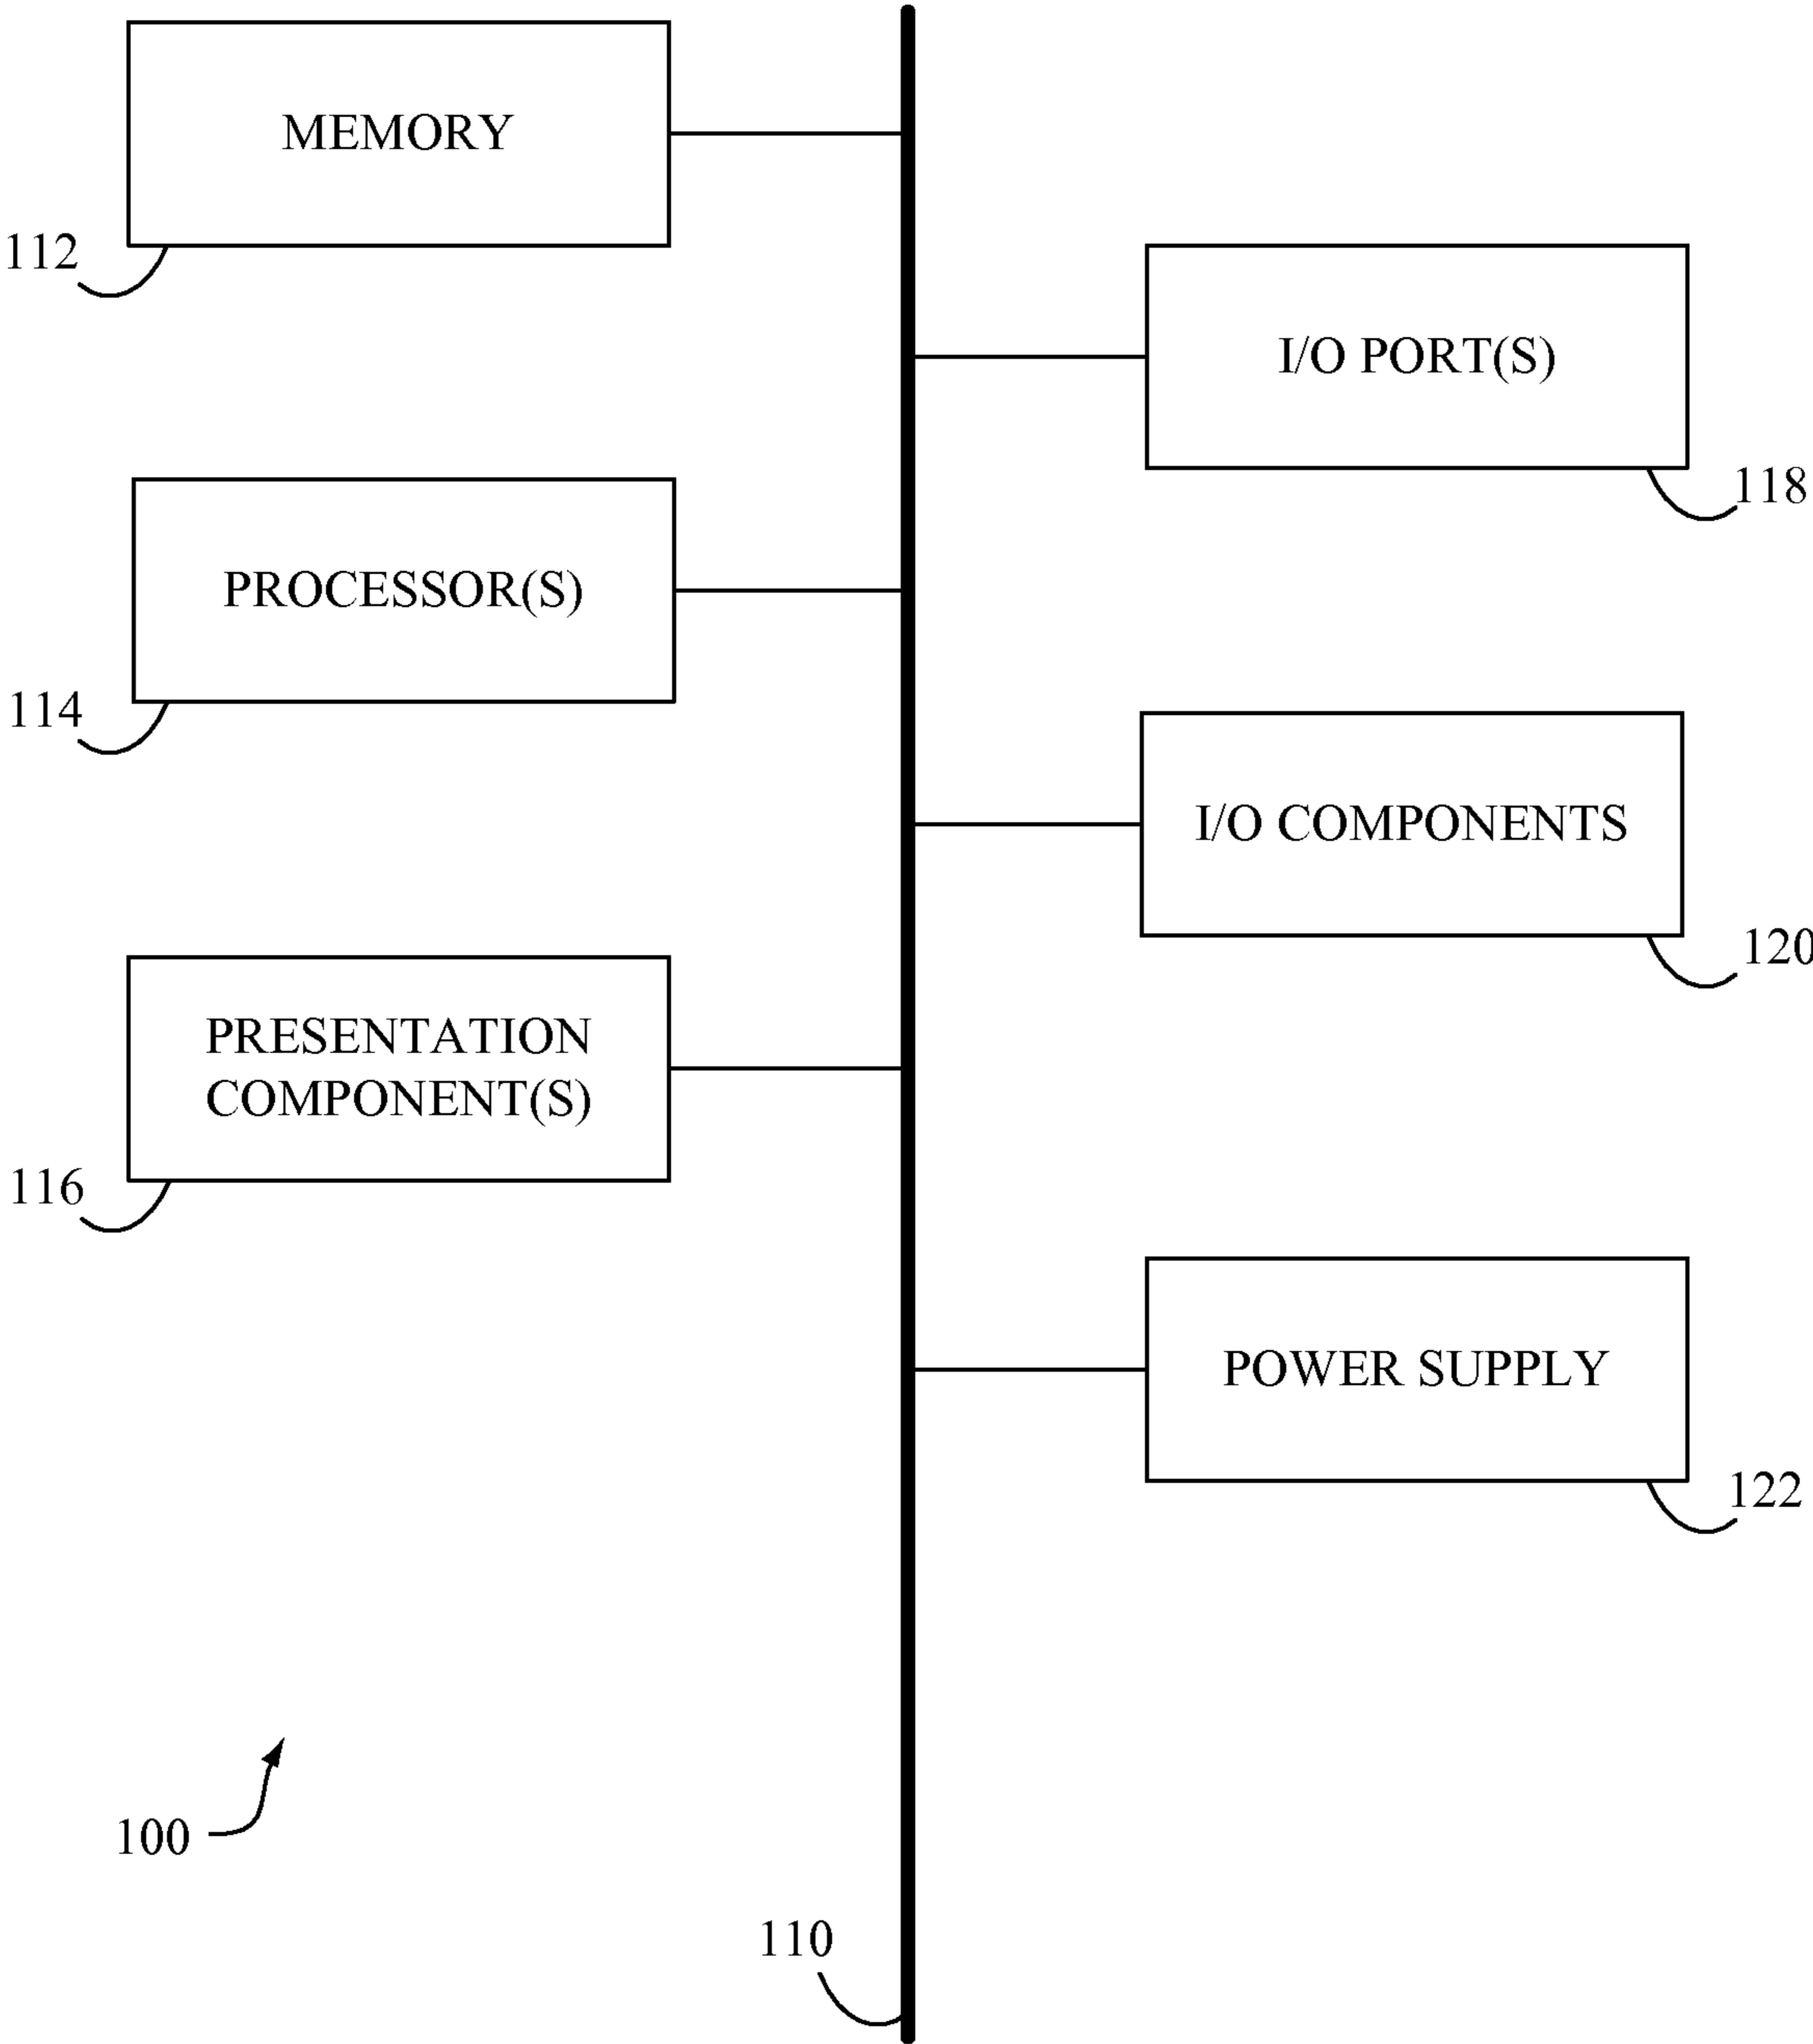 MEMORY
112
I/O PORT(S)
118
PROCESSOR(S)
114
I/O COMPONENTS
120
PRESENTATION
COMPONENT(S)
116
POWER SUPPLY
122
100
110